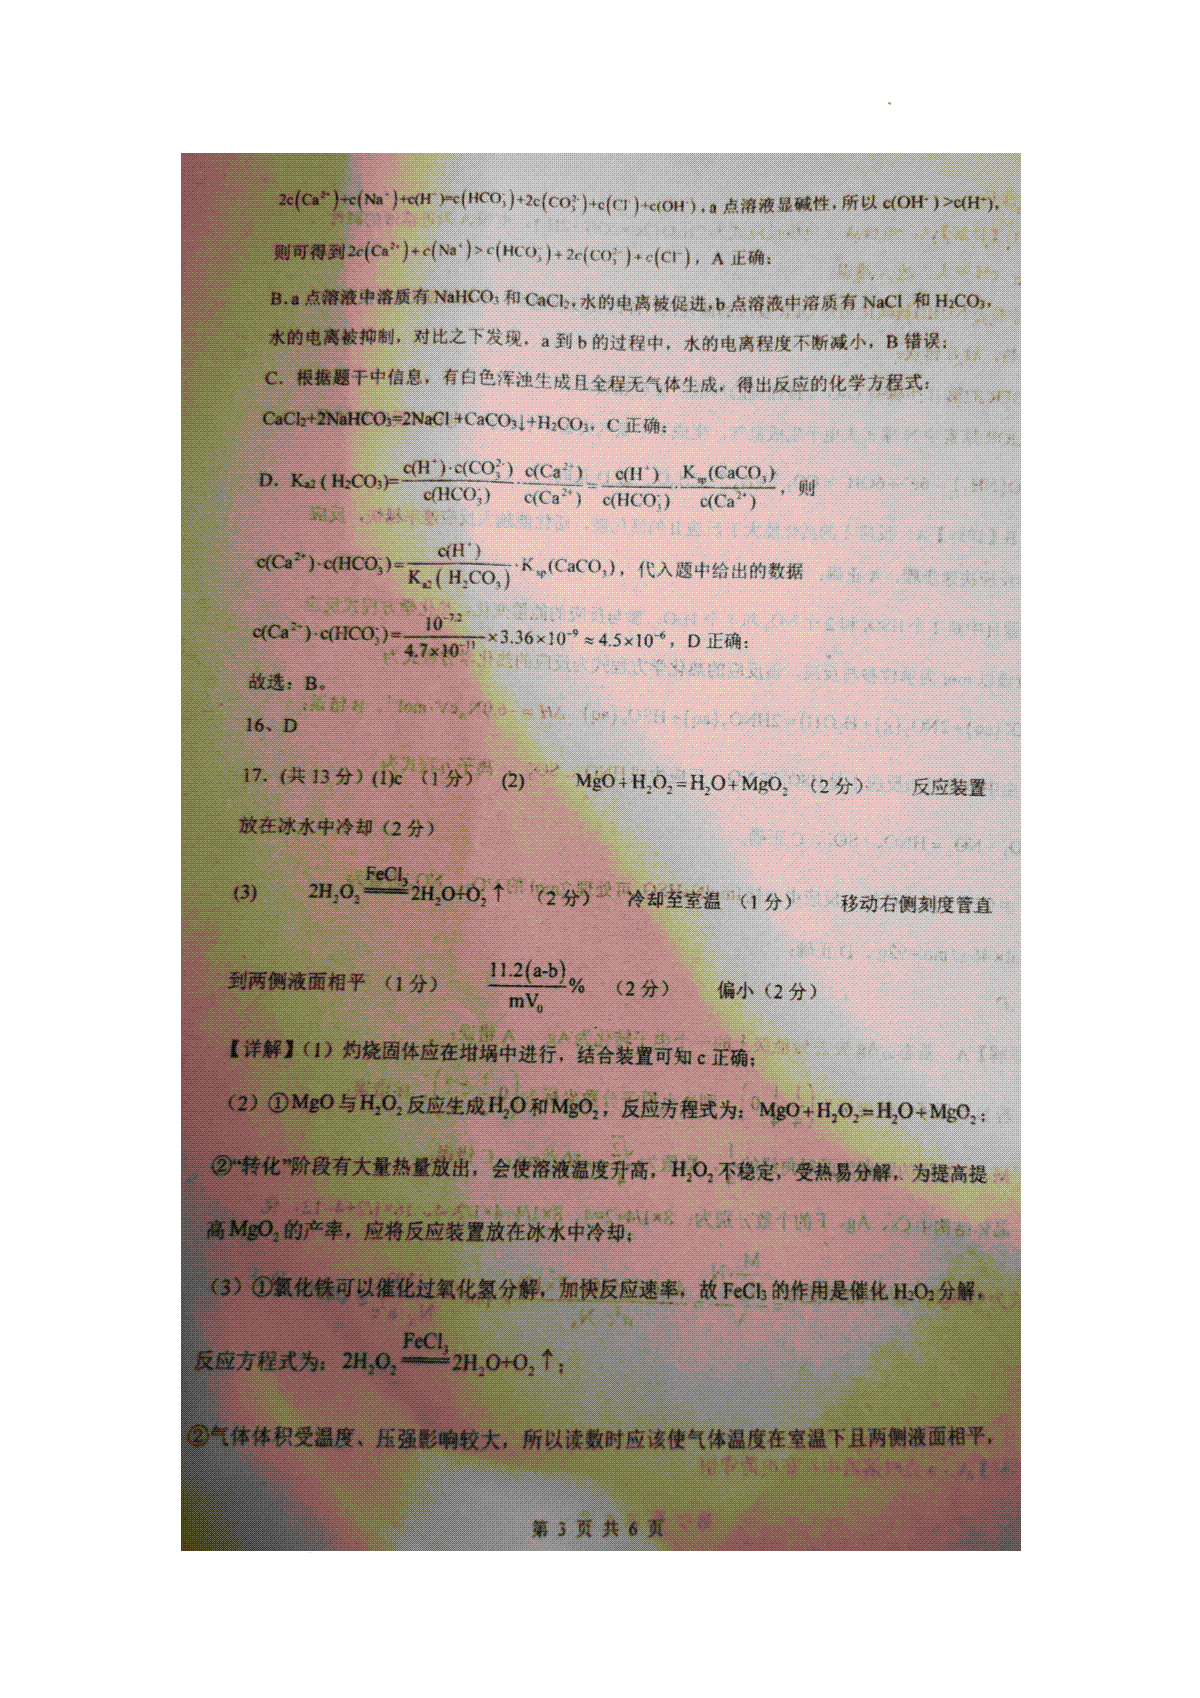 2c(Ca²⁺)+c(Na⁺)+c(H⁺)=c(HCO₃⁻)+2c(CO₃²⁻)+c(Cl⁻)+c(OH⁻), a 点溶液显碱性, 所以 c(OH⁻)>c(H⁺),
则可得到2c(Ca²⁺)+c(Na⁺)>c(HCO₃⁻)+2c(CO₃²⁻)+c(Cl⁻), A 正确;
B. a 点溶液中溶质有 NaHCO₃ 和 CaCl₂, 水的电离被促进, b 点溶液中溶质有 NaCl 和 H₂CO₃,
水的电离被抑制, 对比之下发现, a 到 b 的过程中, 水的电离程度不断减小, B 错误;
C. 根据题干中信息, 有白色浑浊生成且全程无气体生成, 得出反应的化学方程式:
CaCl₂+2NaHCO₃=2NaCl+CaCO₃↓+H₂CO₃, C 正确;
D. Kₐ₂(H₂CO₃)=c(H⁺)·c(CO₃²⁻)/c(HCO₃⁻)·c(Ca²⁺)/c(Ca²⁺)=c(H⁺)/c(HCO₃⁻)·Kₛₚ(CaCO₃)/c(Ca²⁺), 则
c(Ca²⁺)·c(HCO₃⁻)=c(H⁺)/Kₐ₂(H₂CO₃)·Kₛₚ(CaCO₃), 代入题中给出的数据
c(Ca²⁺)·c(HCO₃⁻)=10⁻⁷·²/4.7×10⁻¹¹×3.36×10⁻⁹≈4.5×10⁻⁶, D 正确;
故选: B。
16、D
17. (共 13 分) (1)c (1 分) (2) MgO+H₂O₂=H₂O+MgO₂ (2 分) 反应装置
放在冰水中冷却 (2 分)
(3) 2H₂O₂ =FeCl₃= 2H₂O+O₂↑ (2 分) 冷却至室温 (1 分) 移动右侧刻度管直
到两侧液面相平 (1 分) 11.2(a-b)/mV₀ % (2 分) 偏小 (2 分)
【详解】(1) 灼烧固体应在坩埚中进行, 结合装置可知 c 正确;
(2) ①MgO 与 H₂O₂ 反应生成 H₂O 和 MgO₂, 反应方程式为: MgO+H₂O₂=H₂O+MgO₂;
②“转化”阶段有大量热量放出, 会使溶液温度升高, H₂O₂ 不稳定, 受热易分解, 为提高提
高 MgO₂ 的产率, 应将反应装置放在冰水中冷却;
(3) ①氯化铁可以催化过氧化氢分解, 加快反应速率, 故 FeCl₃ 的作用是催化 H₂O₂ 分解,
反应方程式为: 2H₂O₂ =FeCl₃= 2H₂O+O₂↑;
②气体体积受温度、压强影响较大, 所以读数时应该使气体温度在室温下且两侧液面相平,
第 3 页 共 6 页